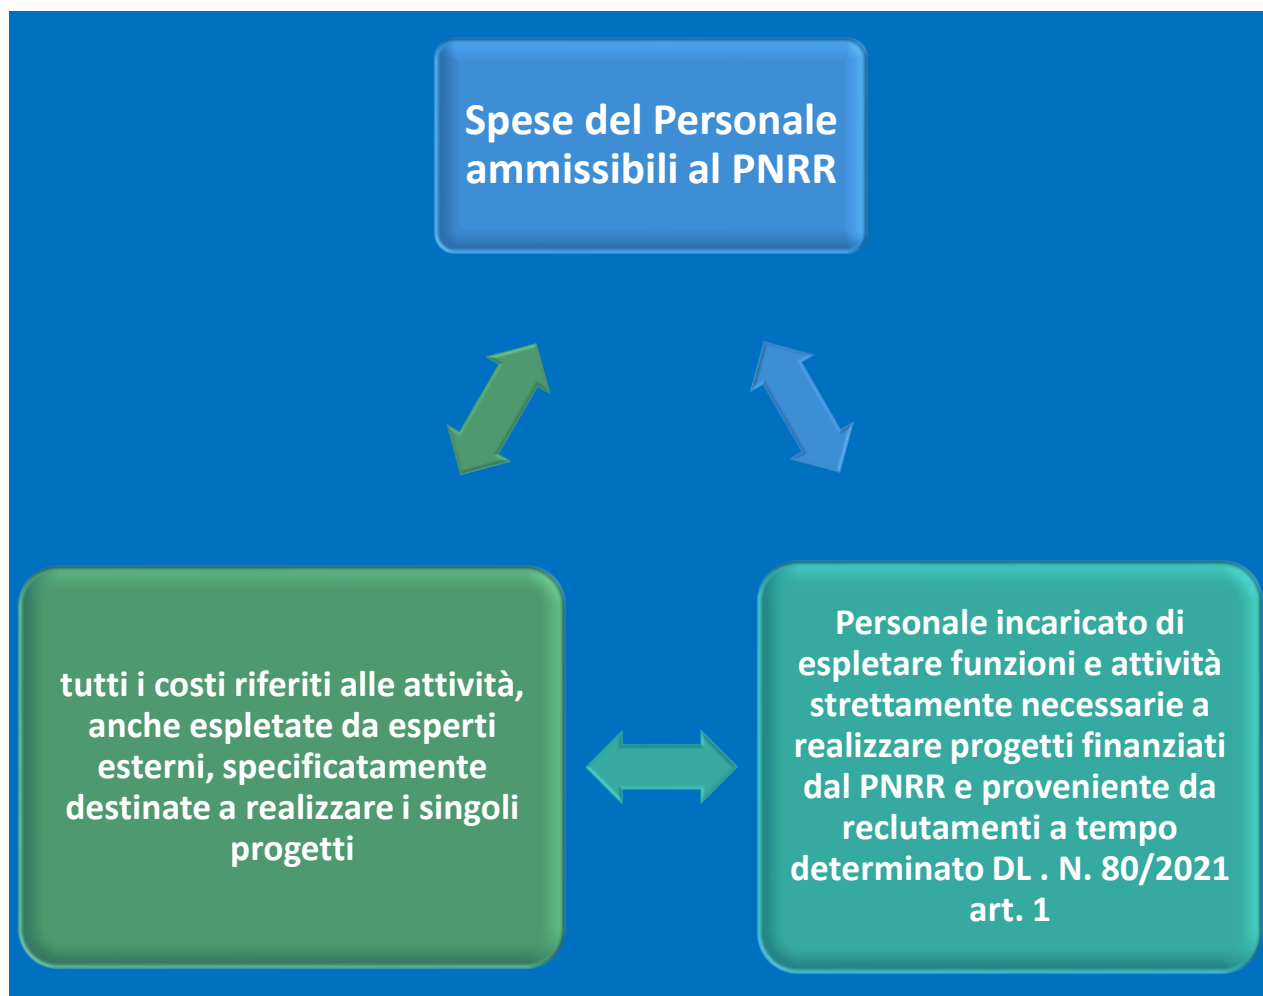 Spese del Personale
ammissibili al PNRR
tutti i costi riferiti alle attività,
anche espletate da esperti
esterni, specificatamente
destinate a realizzare i singoli
progetti
Personale incaricato di
espletare funzioni e attività
strettamente necessarie a
realizzare progetti finanziati
dal PNRR e proveniente da
reclutamenti a tempo
determinato DL . N. 80/2021
art. 1